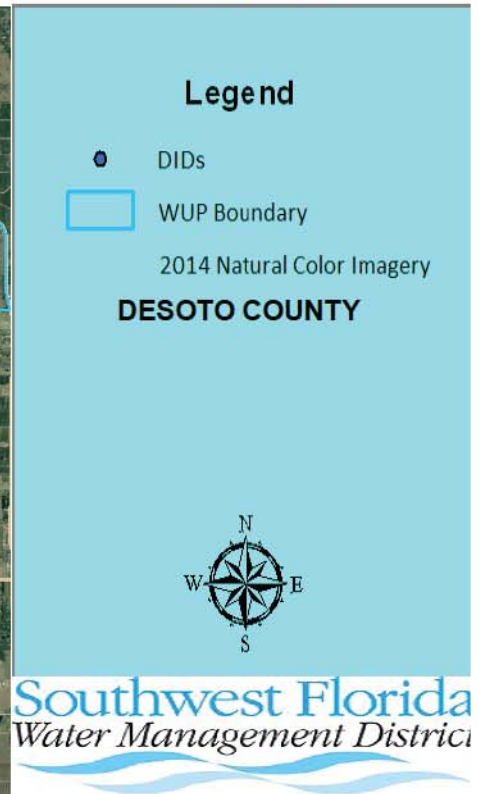 Legend
DIDs
WUP Boundary
2014 Natural Color Imagery
DESOTO COUNTY
N
W E
S
Southwest Florida
Water Management District